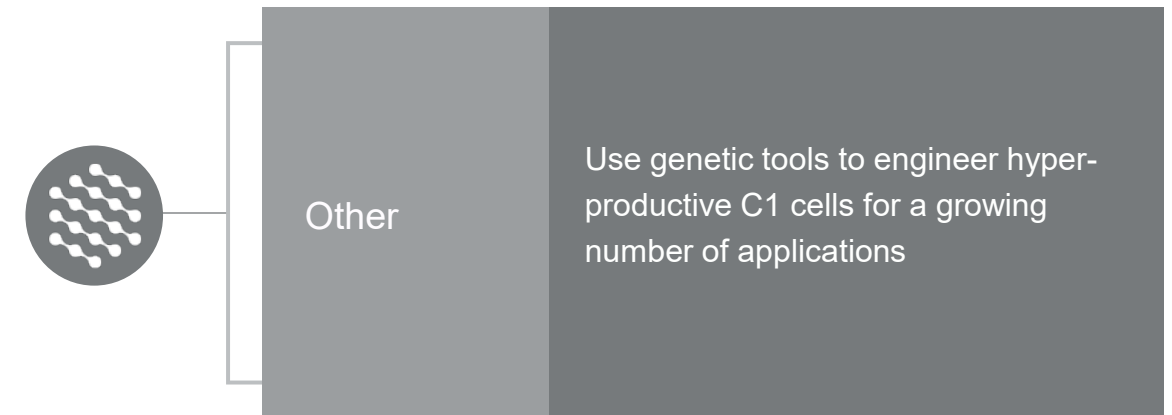 Other
Use genetic tools to engineer hyper-
productive C1 cells for a growing
number of applications